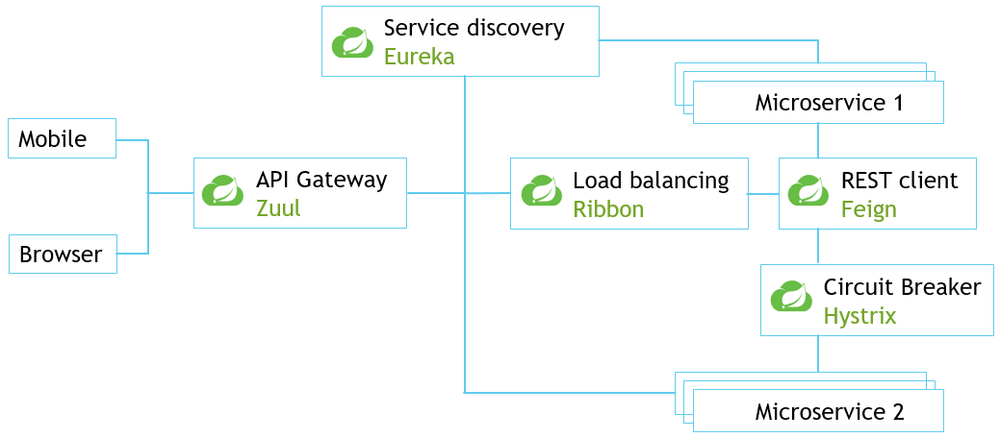 Service discovery
Eureka
Microservice 1
Mobile
API Gateway
Zuul
Load balancing
Ribbon
REST client
Feign
Browser
Circuit Breaker
Hystrix
Microservice 2